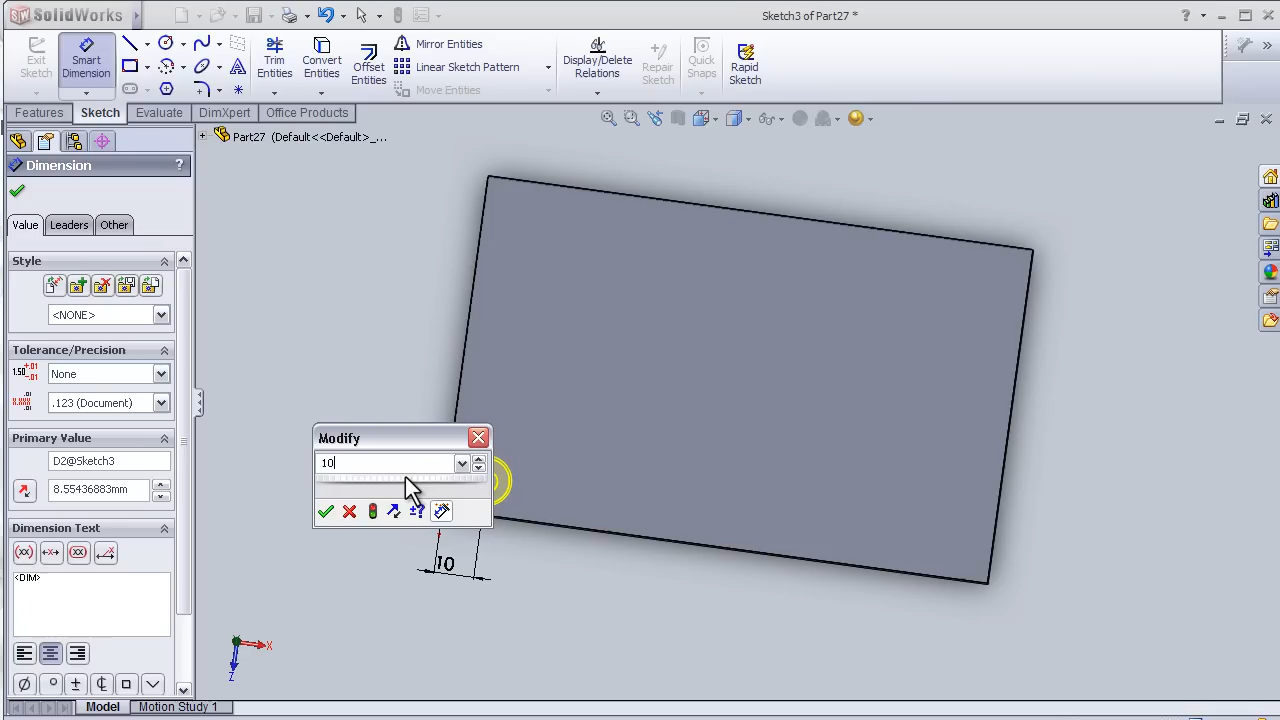 SolidWorks
Sketch3 of Part27 *
Exit Sketch
Smart Dimension
Trim Entities
Convert Entities
Offset Entities
Mirror Entities
Linear Sketch Pattern
Move Entities
Display/Delete Relations
Repair Sketch
Quick Snaps
Rapid Sketch
Features
Sketch
Evaluate
DimXpert
Office Products
Part27 (Default<<Default>_...
Dimension
?
Value
Leaders
Other
Style
<NONE>
Tolerance/Precision
None
.123 (Document)
Primary Value
D2@Sketch3
8.55436883mm
Dimension Text
<DIM>
Modify
10
10
X
Z
Model
Motion Study 1